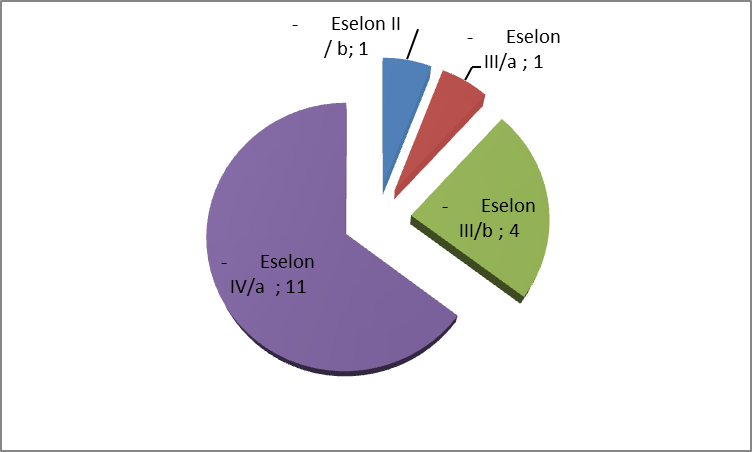 - Eselon II
/ b; 1
- Eselon
III/a ; 1
- Eselon
III/b ; 4
- Eselon
IV/a ; 11